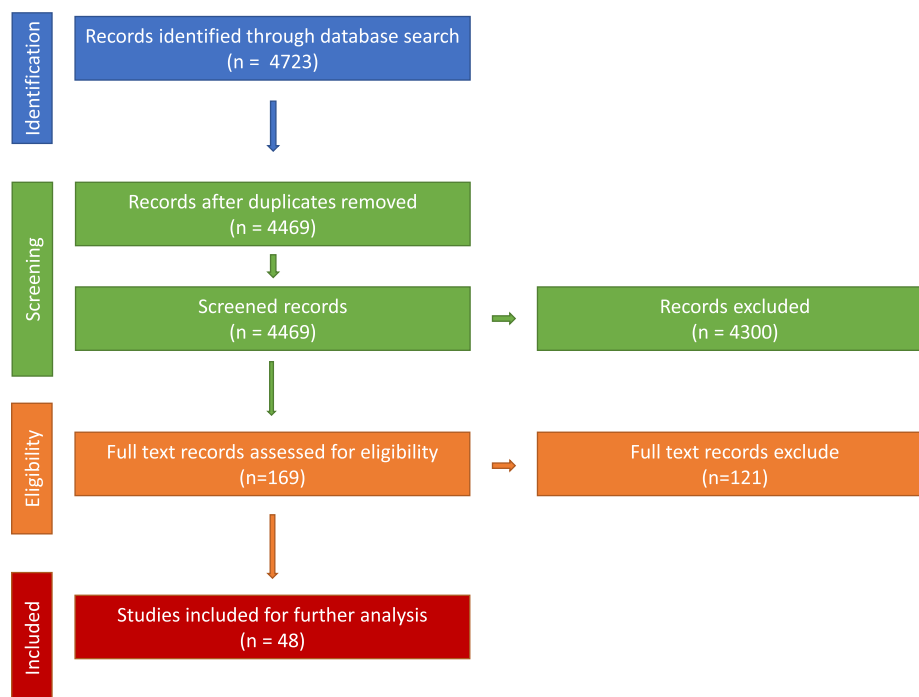 Identification
Records identified through database search
(n =  4723)
Screening
Records after duplicates removed
(n = 4469)
Screened records
(n = 4469)
Records excluded
(n = 4300)
Eligibility
Full text records assessed for eligibility
(n=169)
Full text records exclude
(n=121)
Included
Studies included for further analysis
(n = 48)